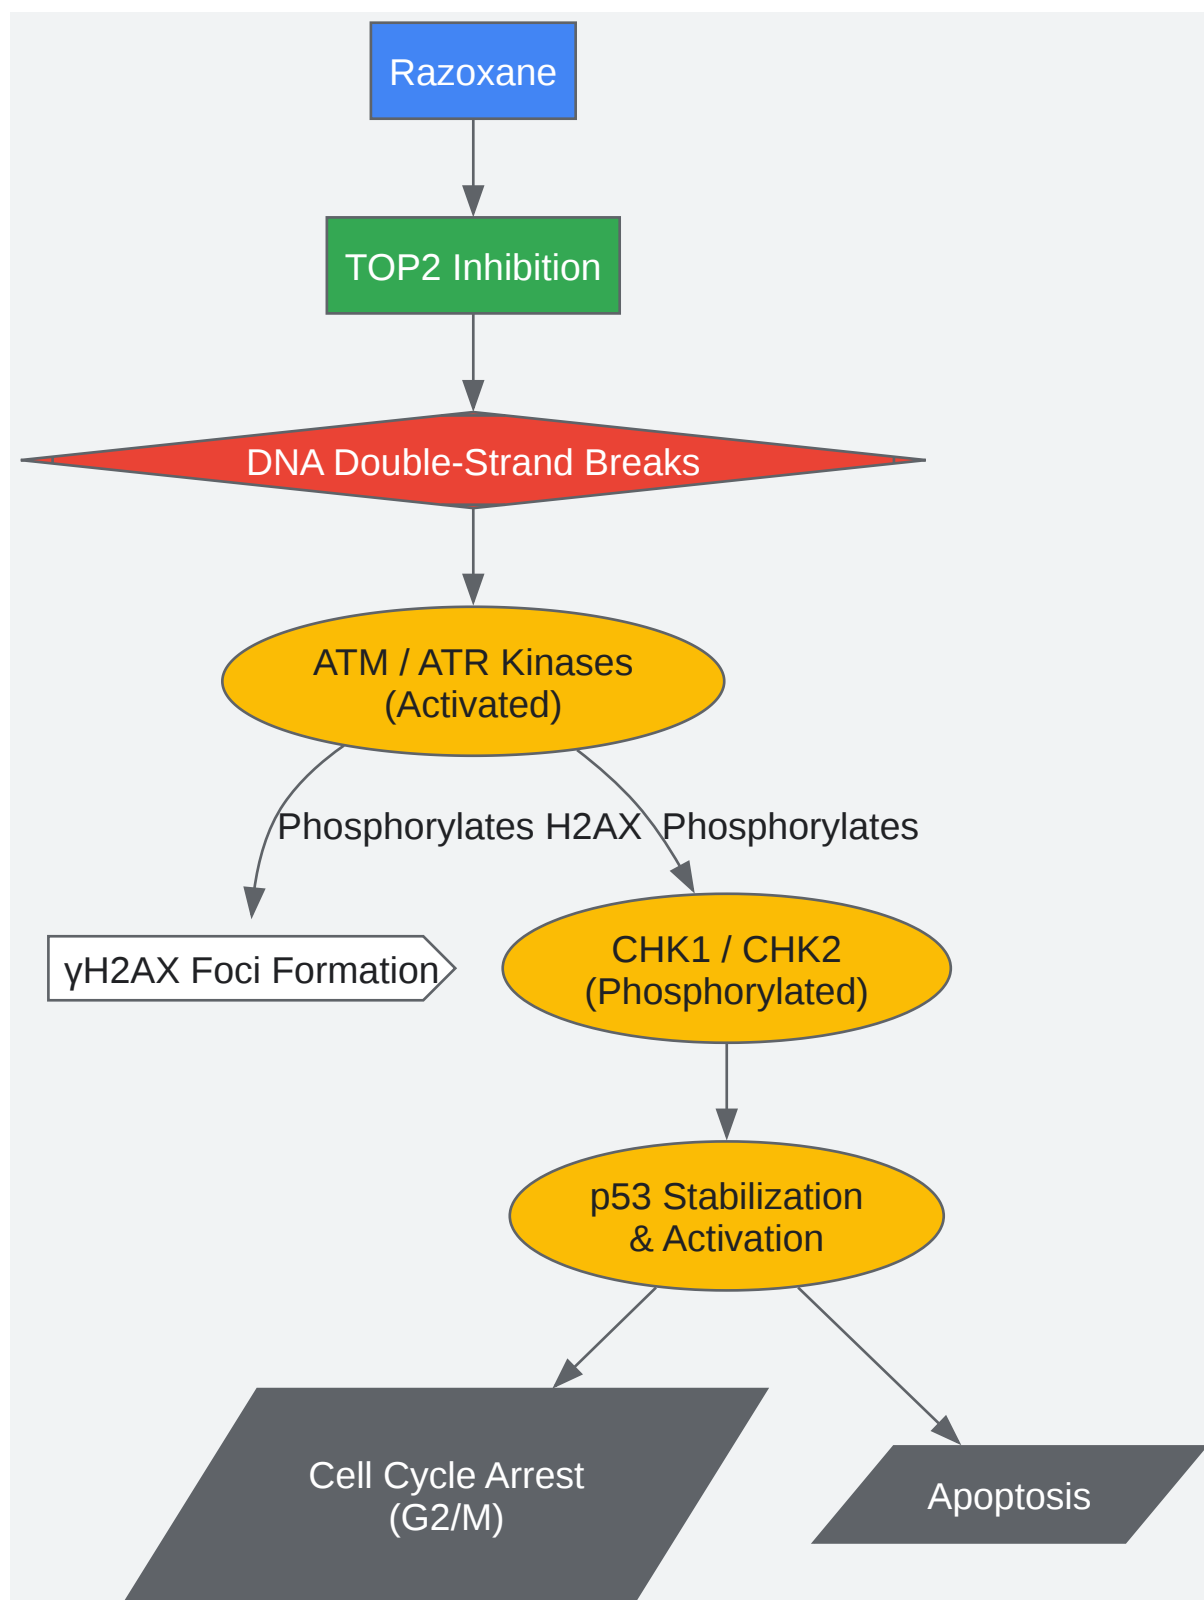 Razoxane
TOP2 Inhibition
DNA Double-Strand Breaks
ATM / ATR Kinases
(Activated)
Phosphorylates H2AX
Phosphorylates
γH2AX Foci Formation
CHK1 / CHK2
(Phosphorylated)
p53 Stabilization
& Activation
Cell Cycle Arrest
(G2/M)
Apoptosis